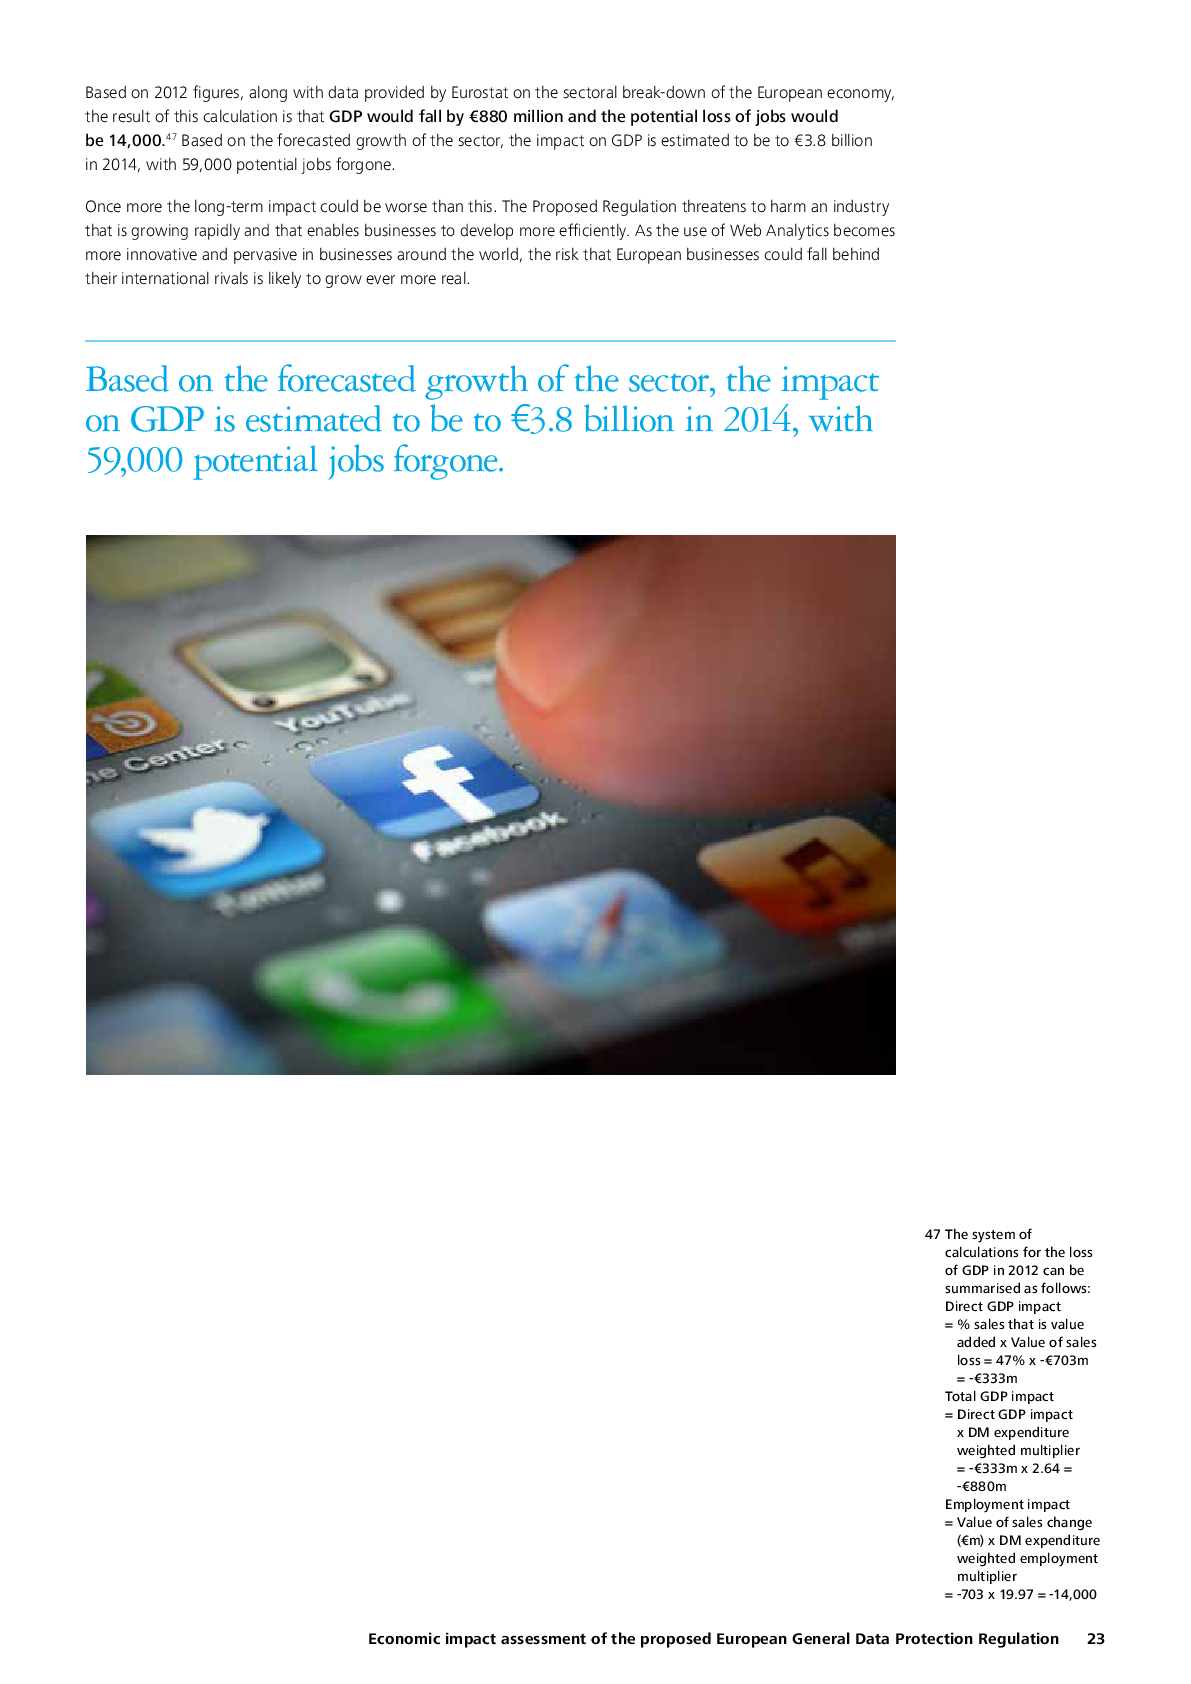 Based on 2012 figures, along with data provided by Eurostat on the sectoral break-down of the European economy,
the result of this calculation is that GDP would fall by €880 million and the potential loss of jobs would
be 14,000.47 Based on the forecasted growth of the sector, the impact on GDP is estimated to be to €3.8 billion
in 2014, with 59,000 potential jobs forgone.
Once more the long-term impact could be worse than this. The Proposed Regulation threatens to harm an industry
that is growing rapidly and that enables businesses to develop more efficiently. As the use of Web Analytics becomes
more innovative and pervasive in businesses around the world, the risk that European businesses could fall behind
their international rivals is likely to grow ever more real.
Based on the forecasted growth of the sector, the impact
on GDP is estimated to be to €3.8 billion in 2014, with
59,000 potential jobs forgone.
YouTube
Center
Facebook
Twitter
47 The system of
calculations for the loss
of GDP in 2012 can be
summarised as follows:
Direct GDP impact
= % sales that is value
added x Value of sales
loss = 47% x -€703m
= -€333m
Total GDP impact
= Direct GDP impact
x DM expenditure
weighted multiplier
= -€333m x 2.64 =
-€880m
Employment impact
= Value of sales change
(€m) x DM expenditure
weighted employment
multiplier
= -703 x 19.97 = -14,000
Economic impact assessment of the proposed European General Data Protection Regulation 23